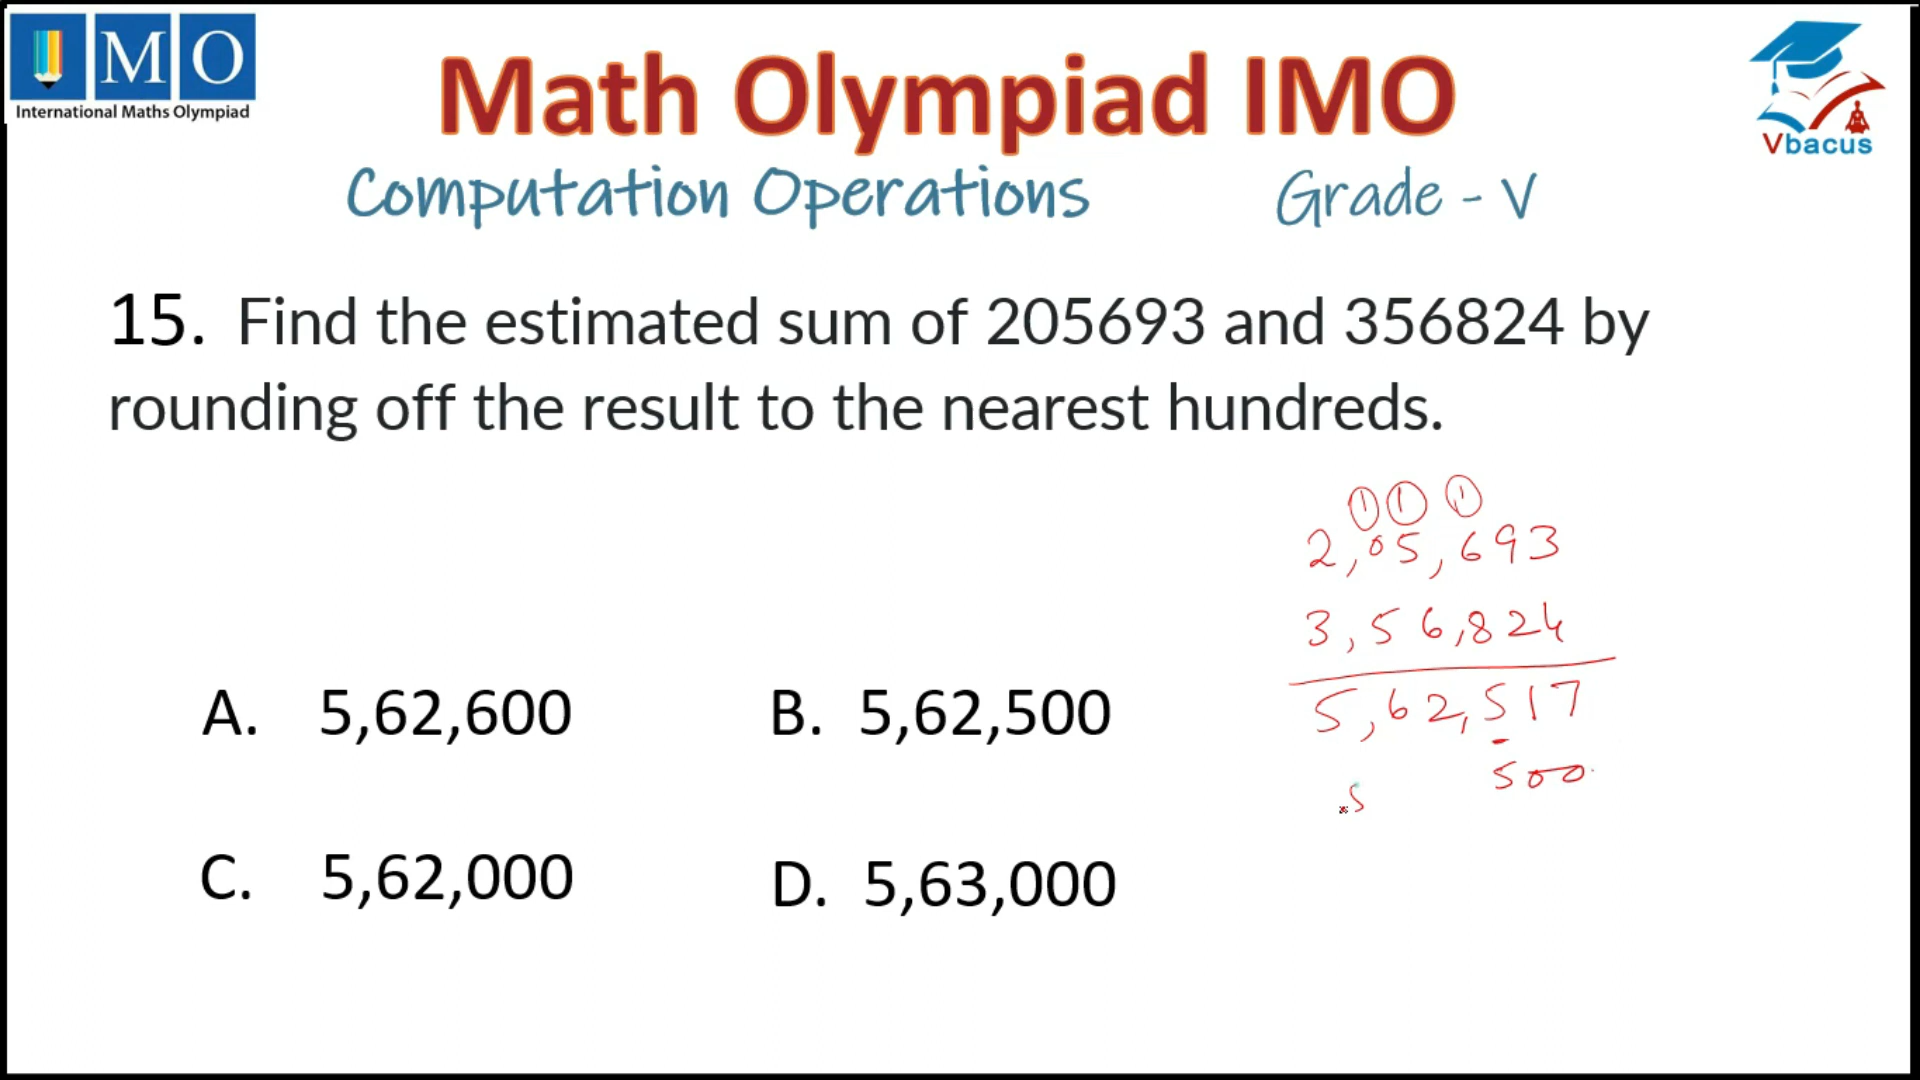 IMO
International Maths Olympiad
Math Olympiad IMO
Vbacus
Computation Operations Grade - V
15. Find the estimated sum of 205693 and 356824 by
rounding off the result to the nearest hundreds.
1 1 1
2,05,693
3,56,824
5,62,517
500
5
A. 5,62,600 B. 5,62,500
C. 5,62,000 D. 5,63,000